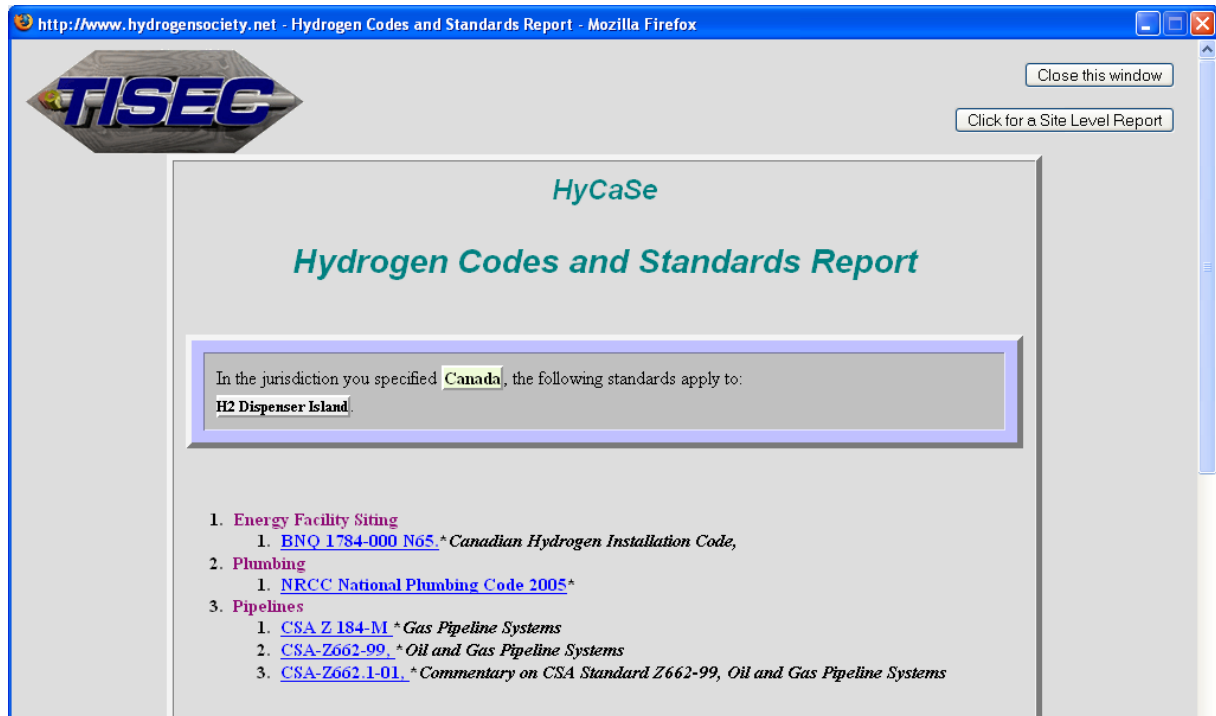 http://www.hydrogensociety.net - Hydrogen Codes and Standards Report - Mozilla Firefox
TISEC
Close this window
Click for a Site Level Report
HyCaSe
Hydrogen Codes and Standards Report
In the jurisdiction you specified Canada, the following standards apply to:
H2 Dispenser Island.
1. Energy Facility Siting
1. BNQ 1784-000 N65.* Canadian Hydrogen Installation Code,
2. Plumbing
1. NRCC National Plumbing Code 2005*
3. Pipelines
1. CSA Z 184-M * Gas Pipeline Systems
2. CSA-Z662-99, * Oil and Gas Pipeline Systems
3. CSA-Z662.1-01, * Commentary on CSA Standard Z662-99, Oil and Gas Pipeline Systems